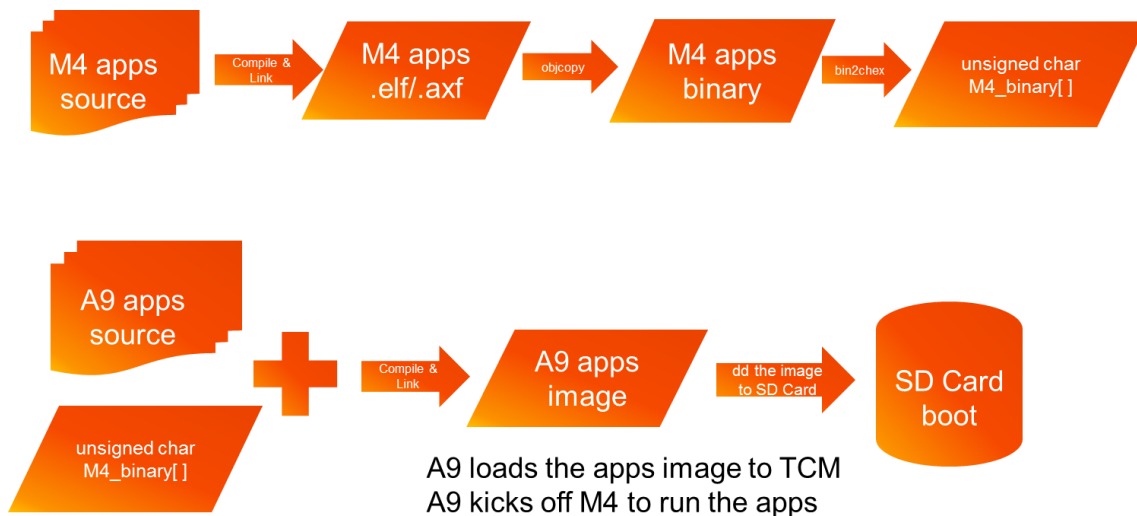 M4 apps
source
Compile &
Link
M4 apps
.elf/.axf
objcopy
M4 apps
binary
bin2chex
unsigned char
M4_binary[ ]
A9 apps
source
unsigned char
M4_binary[ ]
Compile &
Link
A9 apps
image
dd the image
to SD Card
SD Card
boot
A9 loads the apps image to TCM
A9 kicks off M4 to run the apps